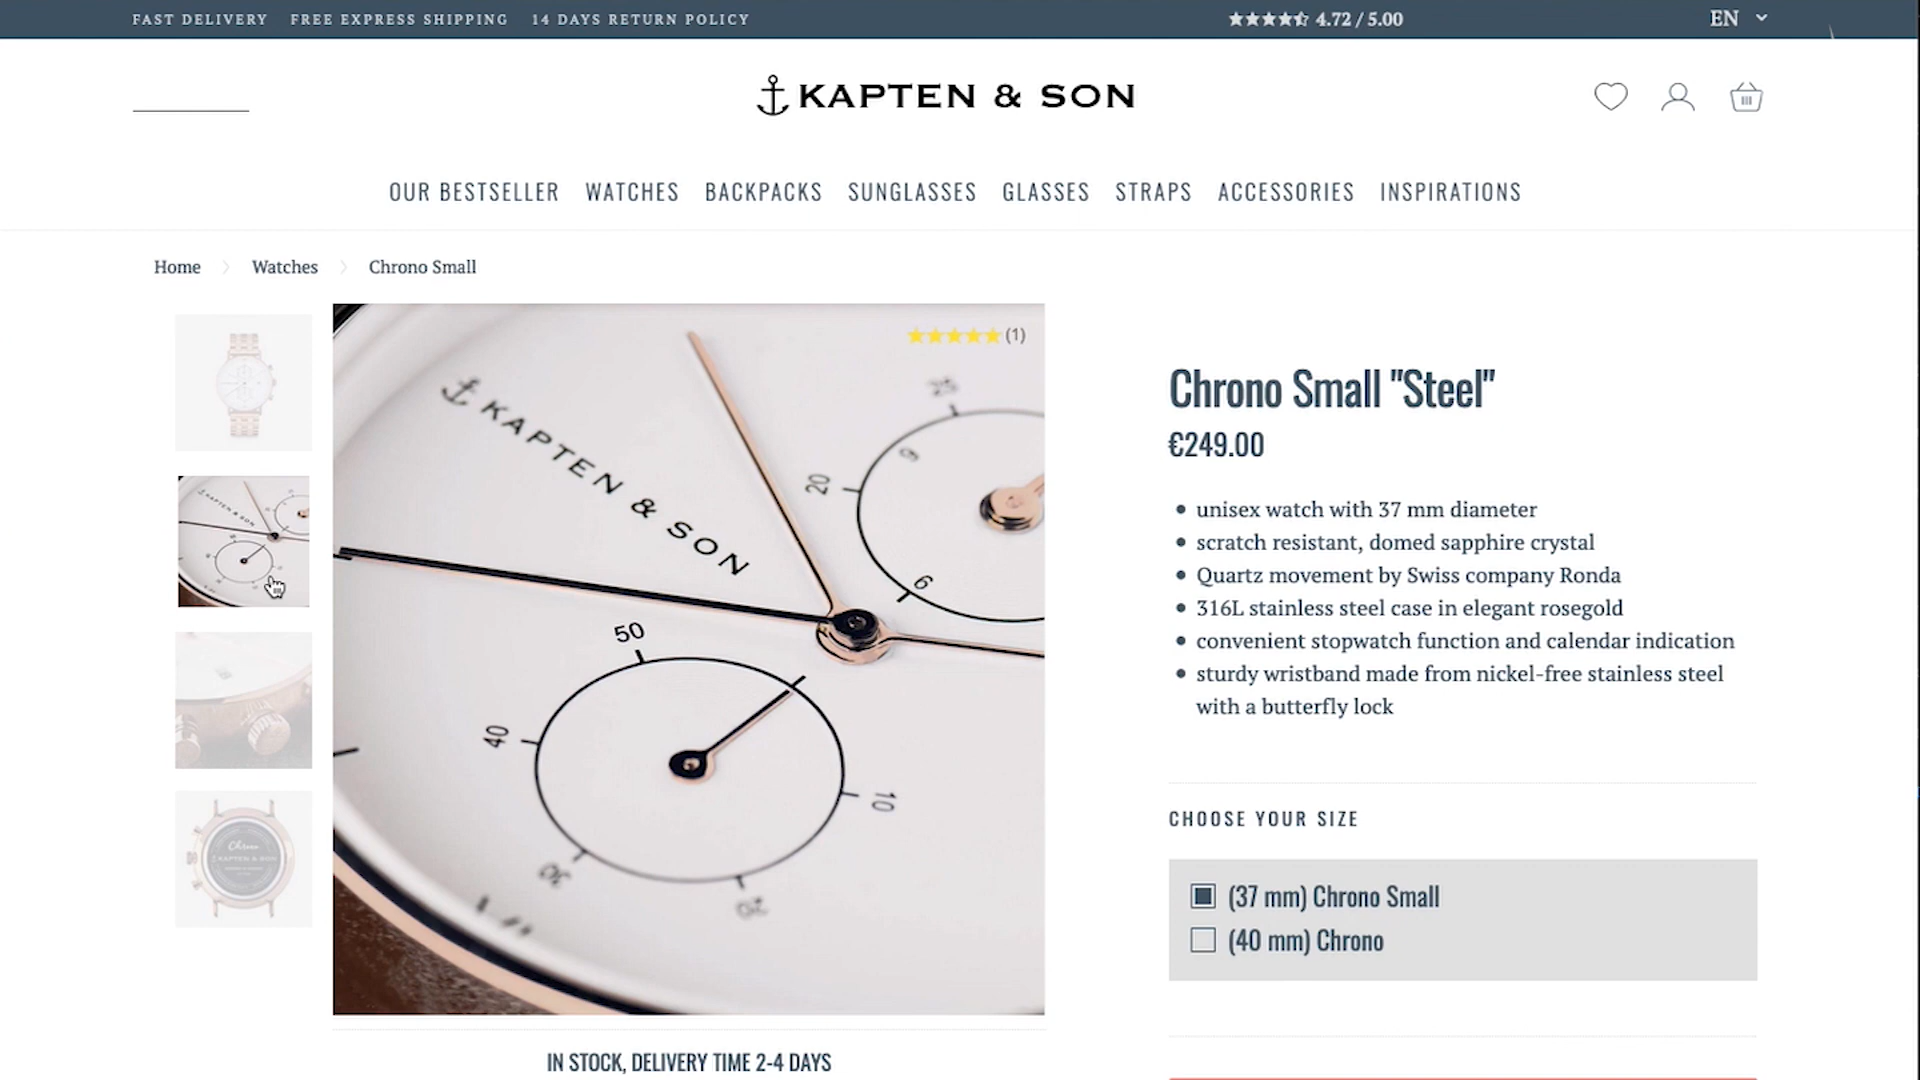 FAST DELIVERY FREE EXPRESS SHIPPING 14 DAYS RETURN POLICY
4.72 / 5.00
EN
KAPTEN & SON
OUR BESTSELLER WATCHES BACKPACKS SUNGLASSES GLASSES STRAPS ACCESSORIES INSPIRATIONS
Home Watches Chrono Small
(1)
KAPTEN & SON
20
6
50
40
10
30
20
Chrono Small "Steel"
€249.00
unisex watch with 37 mm diameter
scratch resistant, domed sapphire crystal
Quartz movement by Swiss company Ronda
316L stainless steel case in elegant rosegold
convenient stopwatch function and calendar indication
sturdy wristband made from nickel-free stainless steel
with a butterfly lock
CHOOSE YOUR SIZE
(37 mm) Chrono Small
(40 mm) Chrono
Chrono
KAPTEN & SON
IN STOCK, DELIVERY TIME 2-4 DAYS